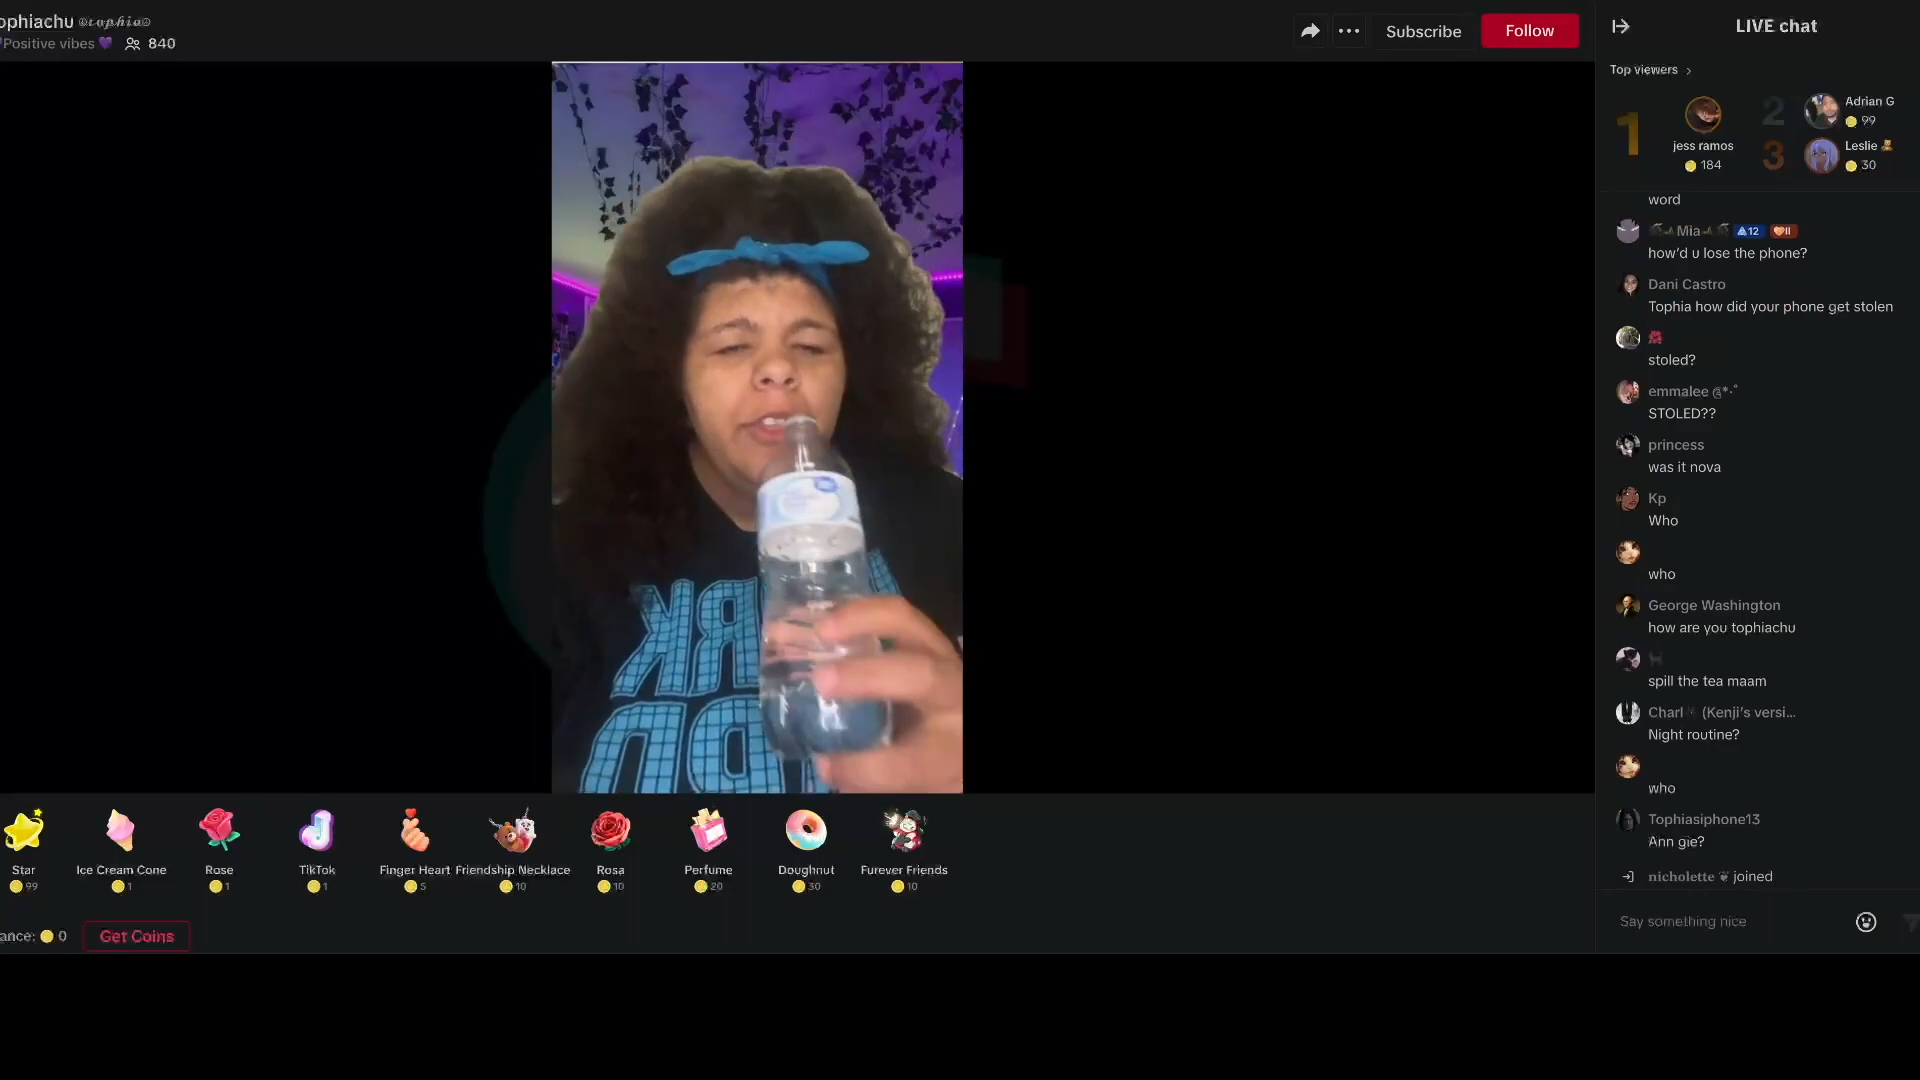 ophiachu @tophia©
Positive vibes 💜 840
Subscribe
Follow
LIVE chat
Top viewers >
1
jess ramos
184
2
Adrian G
99
3
Leslie 🧸
30
word
Mia 12 II
how'd u lose the phone?
Dani Castro
Tophia how did your phone get stolen
🌺
stoled?
emmalee
STOLED??
princess
was it nova
Kp
Who
who
George Washington
how are you tophiachu
spill the tea maam
Charl (Kenji's versi...
Night routine?
who
Tophiasiphone13
Ann gie?
nicholette joined
Say something nice
Star
99
Ice Cream Cone
1
Rose
1
TikTok
1
Finger Heart
5
Friendship Necklace
10
Rosa
10
Perfume
20
Doughnut
30
Furever Friends
10
ance: 0
Get Coins